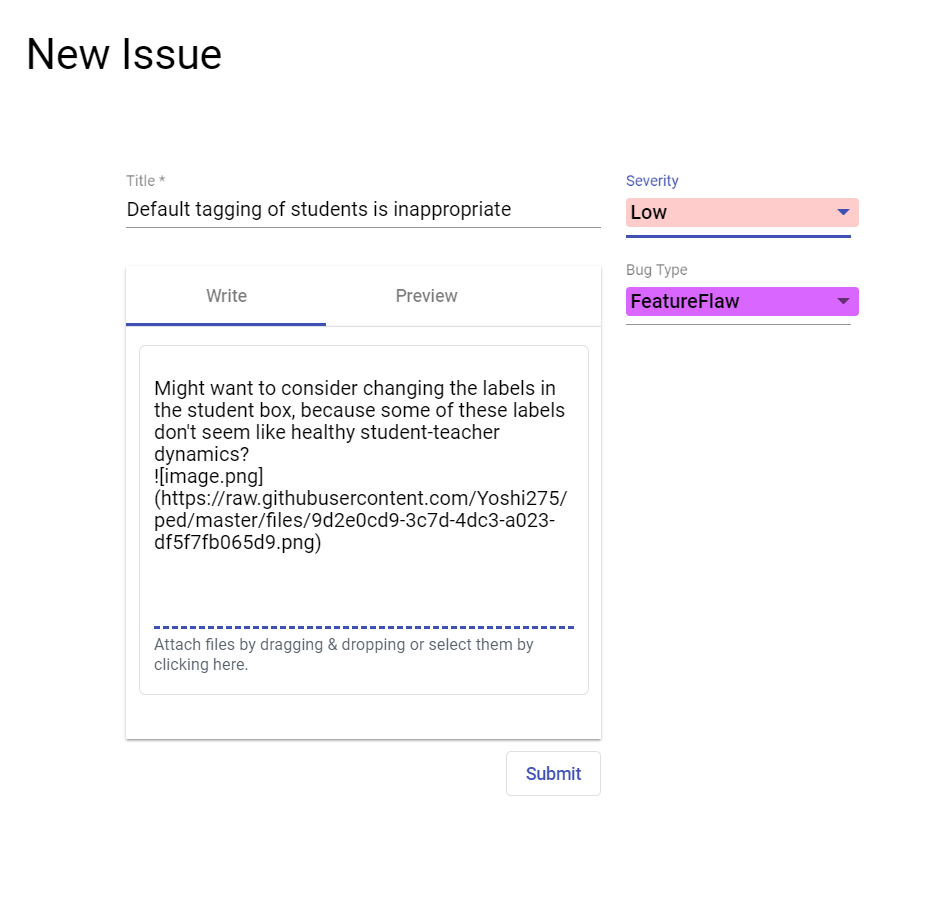 New Issue
Title *
Default tagging of students is inappropriate
Severity
Low
Bug Type
FeatureFlaw
Write
Preview
Might want to consider changing the labels in
the student box, because some of these labels
don't seem like healthy student-teacher
dynamics?
![image.png]
(https://raw.githubusercontent.com/Yoshi275/
ped/master/files/9d2e0cd9-3c7d-4dc3-a023-
df5f7fb065d9.png)
Attach files by dragging & dropping or select them by
clicking here.
Submit